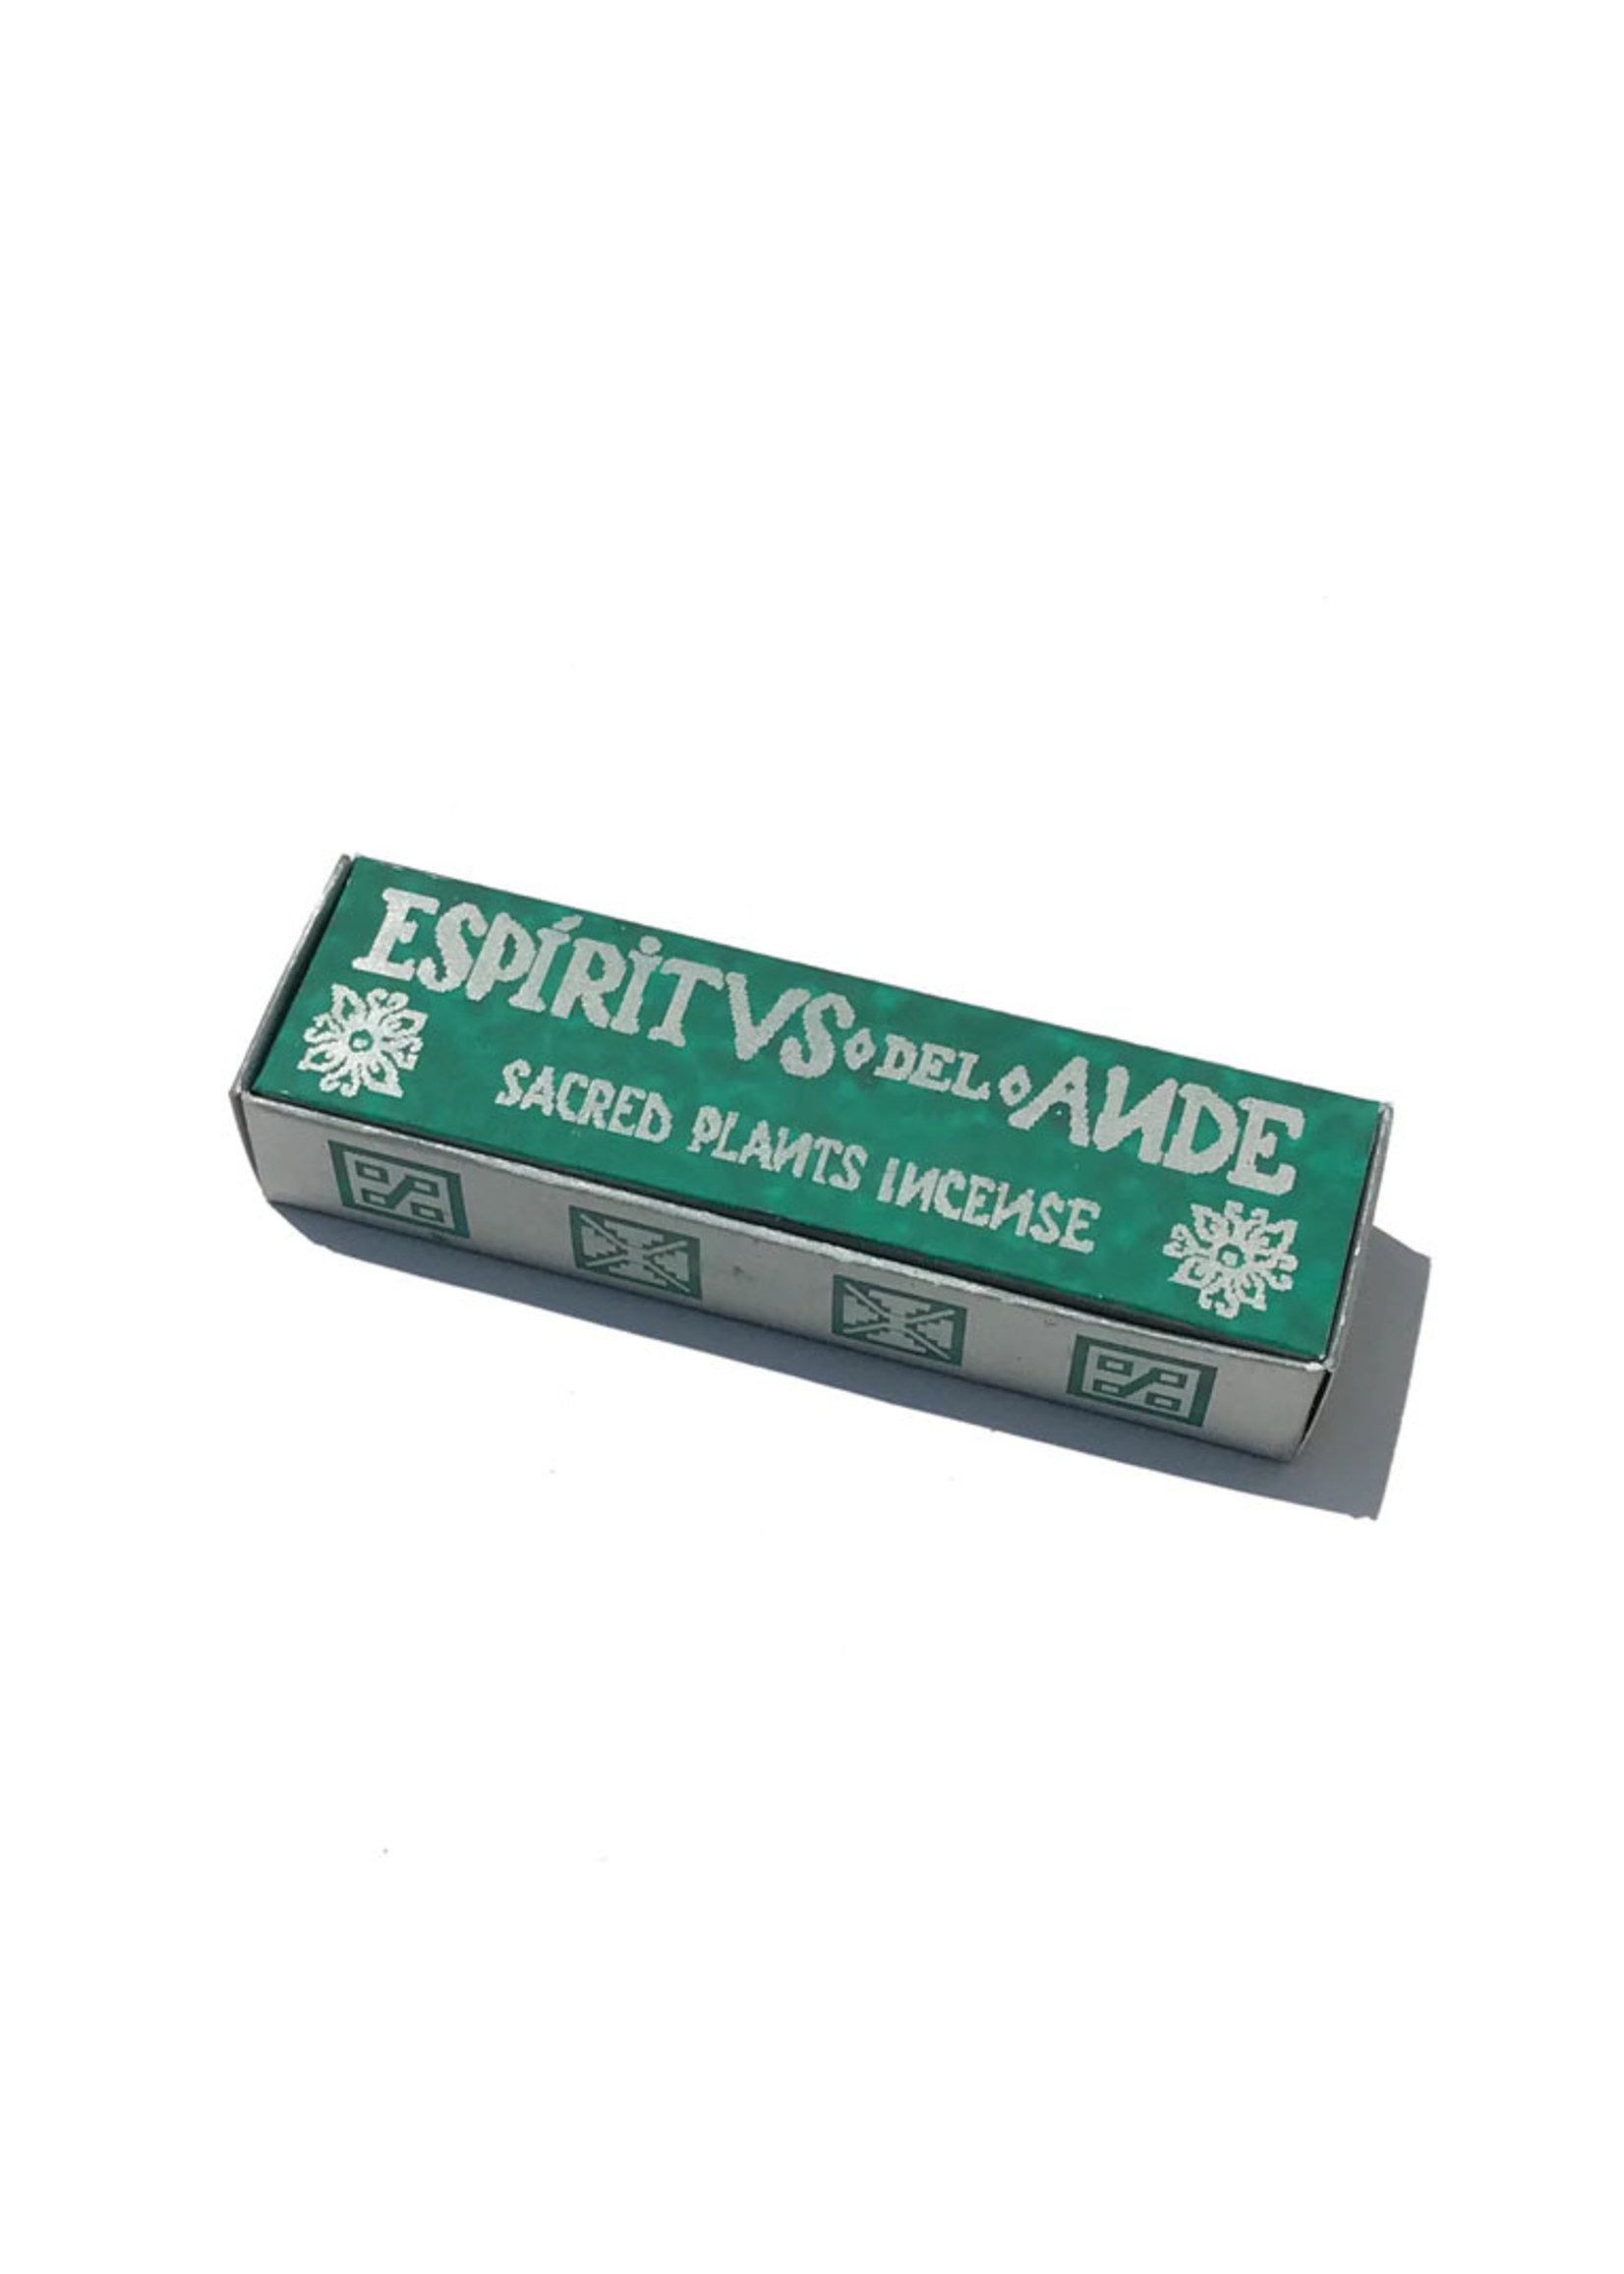 ESPÍRITVS DEL ANDE
SACRED PLANTS INCENSE